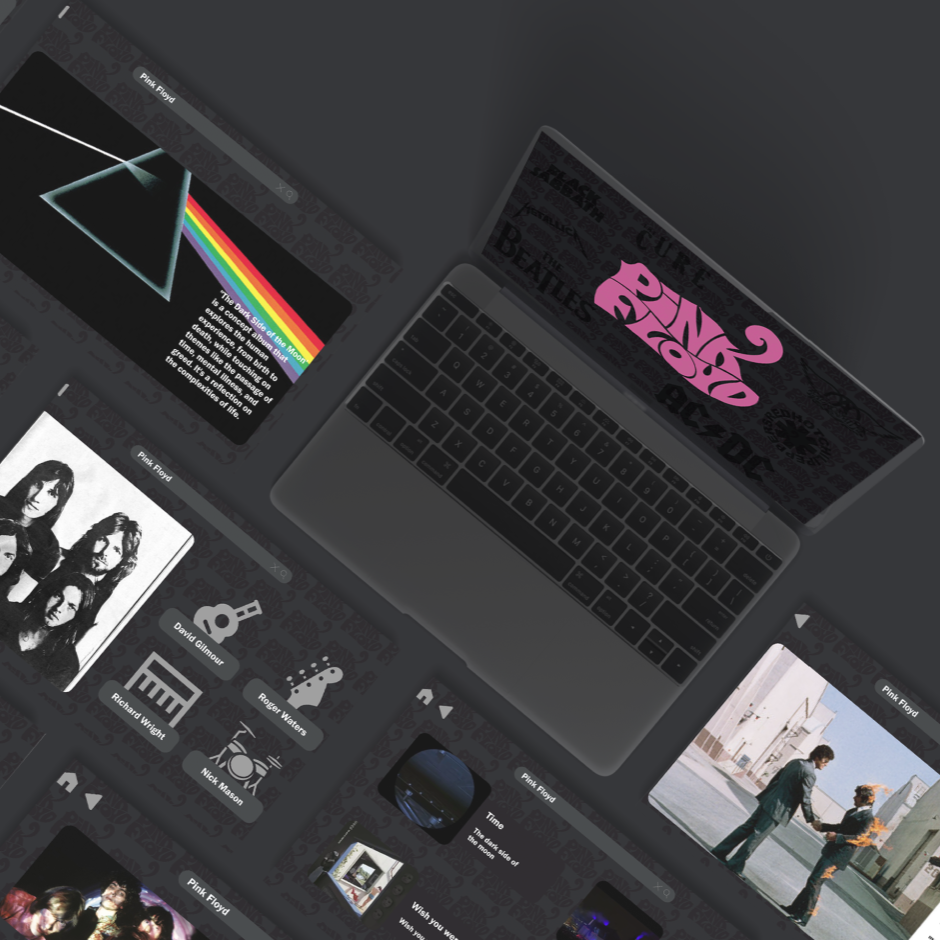 Pink Floyd
"The Dark Side of the Moon"
is a concept album that
explores the human
experience, from birth to
death, while touching on
themes like the passage of
time, mental illness, and
greed. It's a reflection on
the complexities of life.
THE CURE
METALLICA
THE
BEATLES
PINK
FLOYD
AC DC
Pink Floyd
David Gilmour
Roger Waters
Richard Wright
Nick Mason
Pink Floyd
Time
The dark side of
the moon
Wish you wer
Wish you
Pink Floyd
Pink Floyd